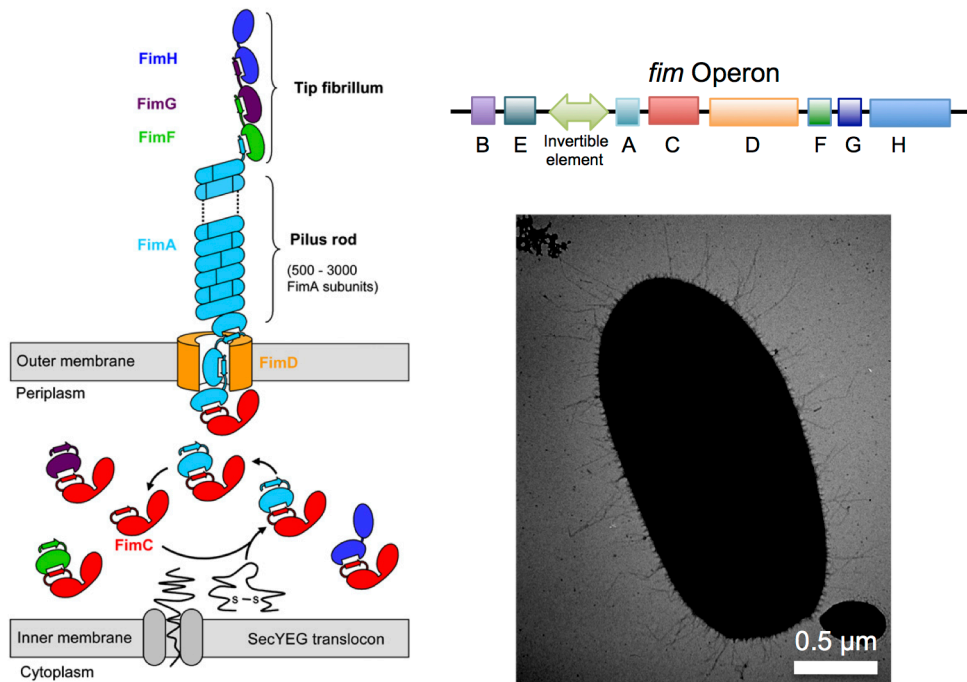 FimH
FimG
FimF
Tip fibrillum
FimA
Pilus rod
(500 - 3000
FimA subunits)
Outer membrane
FimD
Periplasm
FimC
S-S
Inner membrane
SecYEG translocon
Cytoplasm
fim Operon
B
E
Invertible
element
A
C
D
F
G
H
0.5 μm